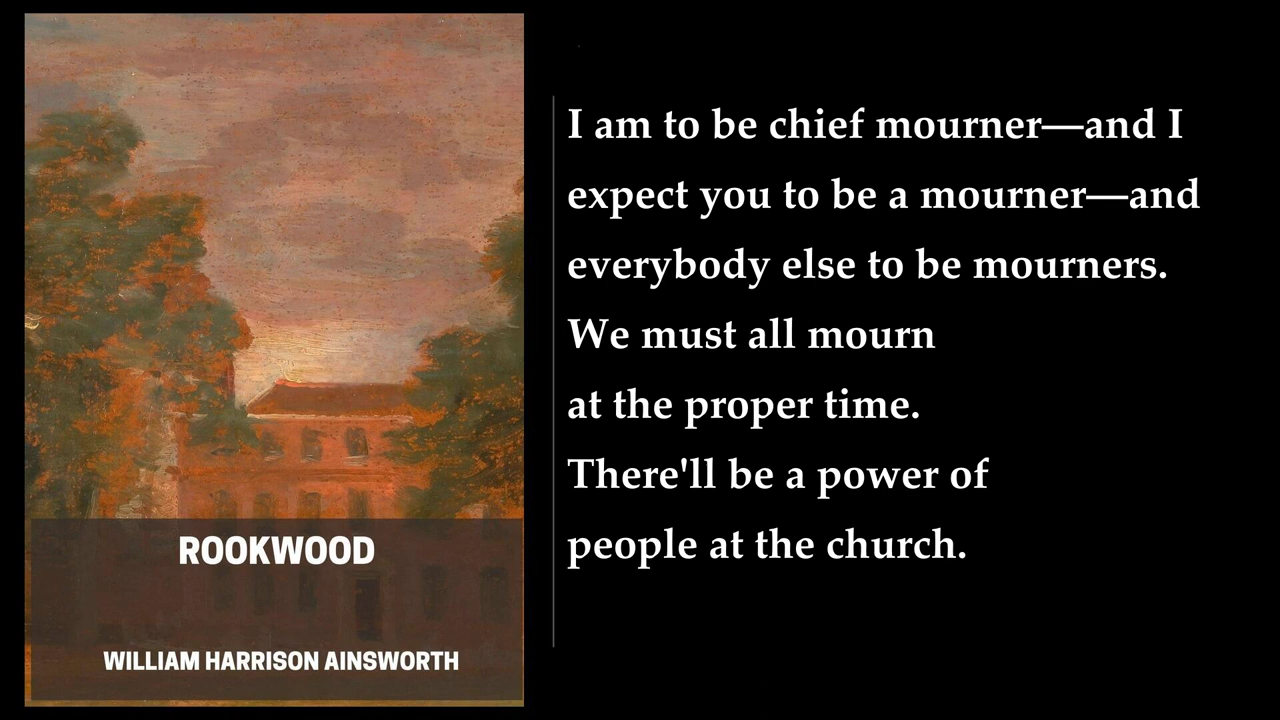 ROOKWOOD
WILLIAM HARRISON AINSWORTH
I am to be chief mourner—and I
expect you to be a mourner—and
everybody else to be mourners.
We must all mourn
at the proper time.
There'll be a power of
people at the church.